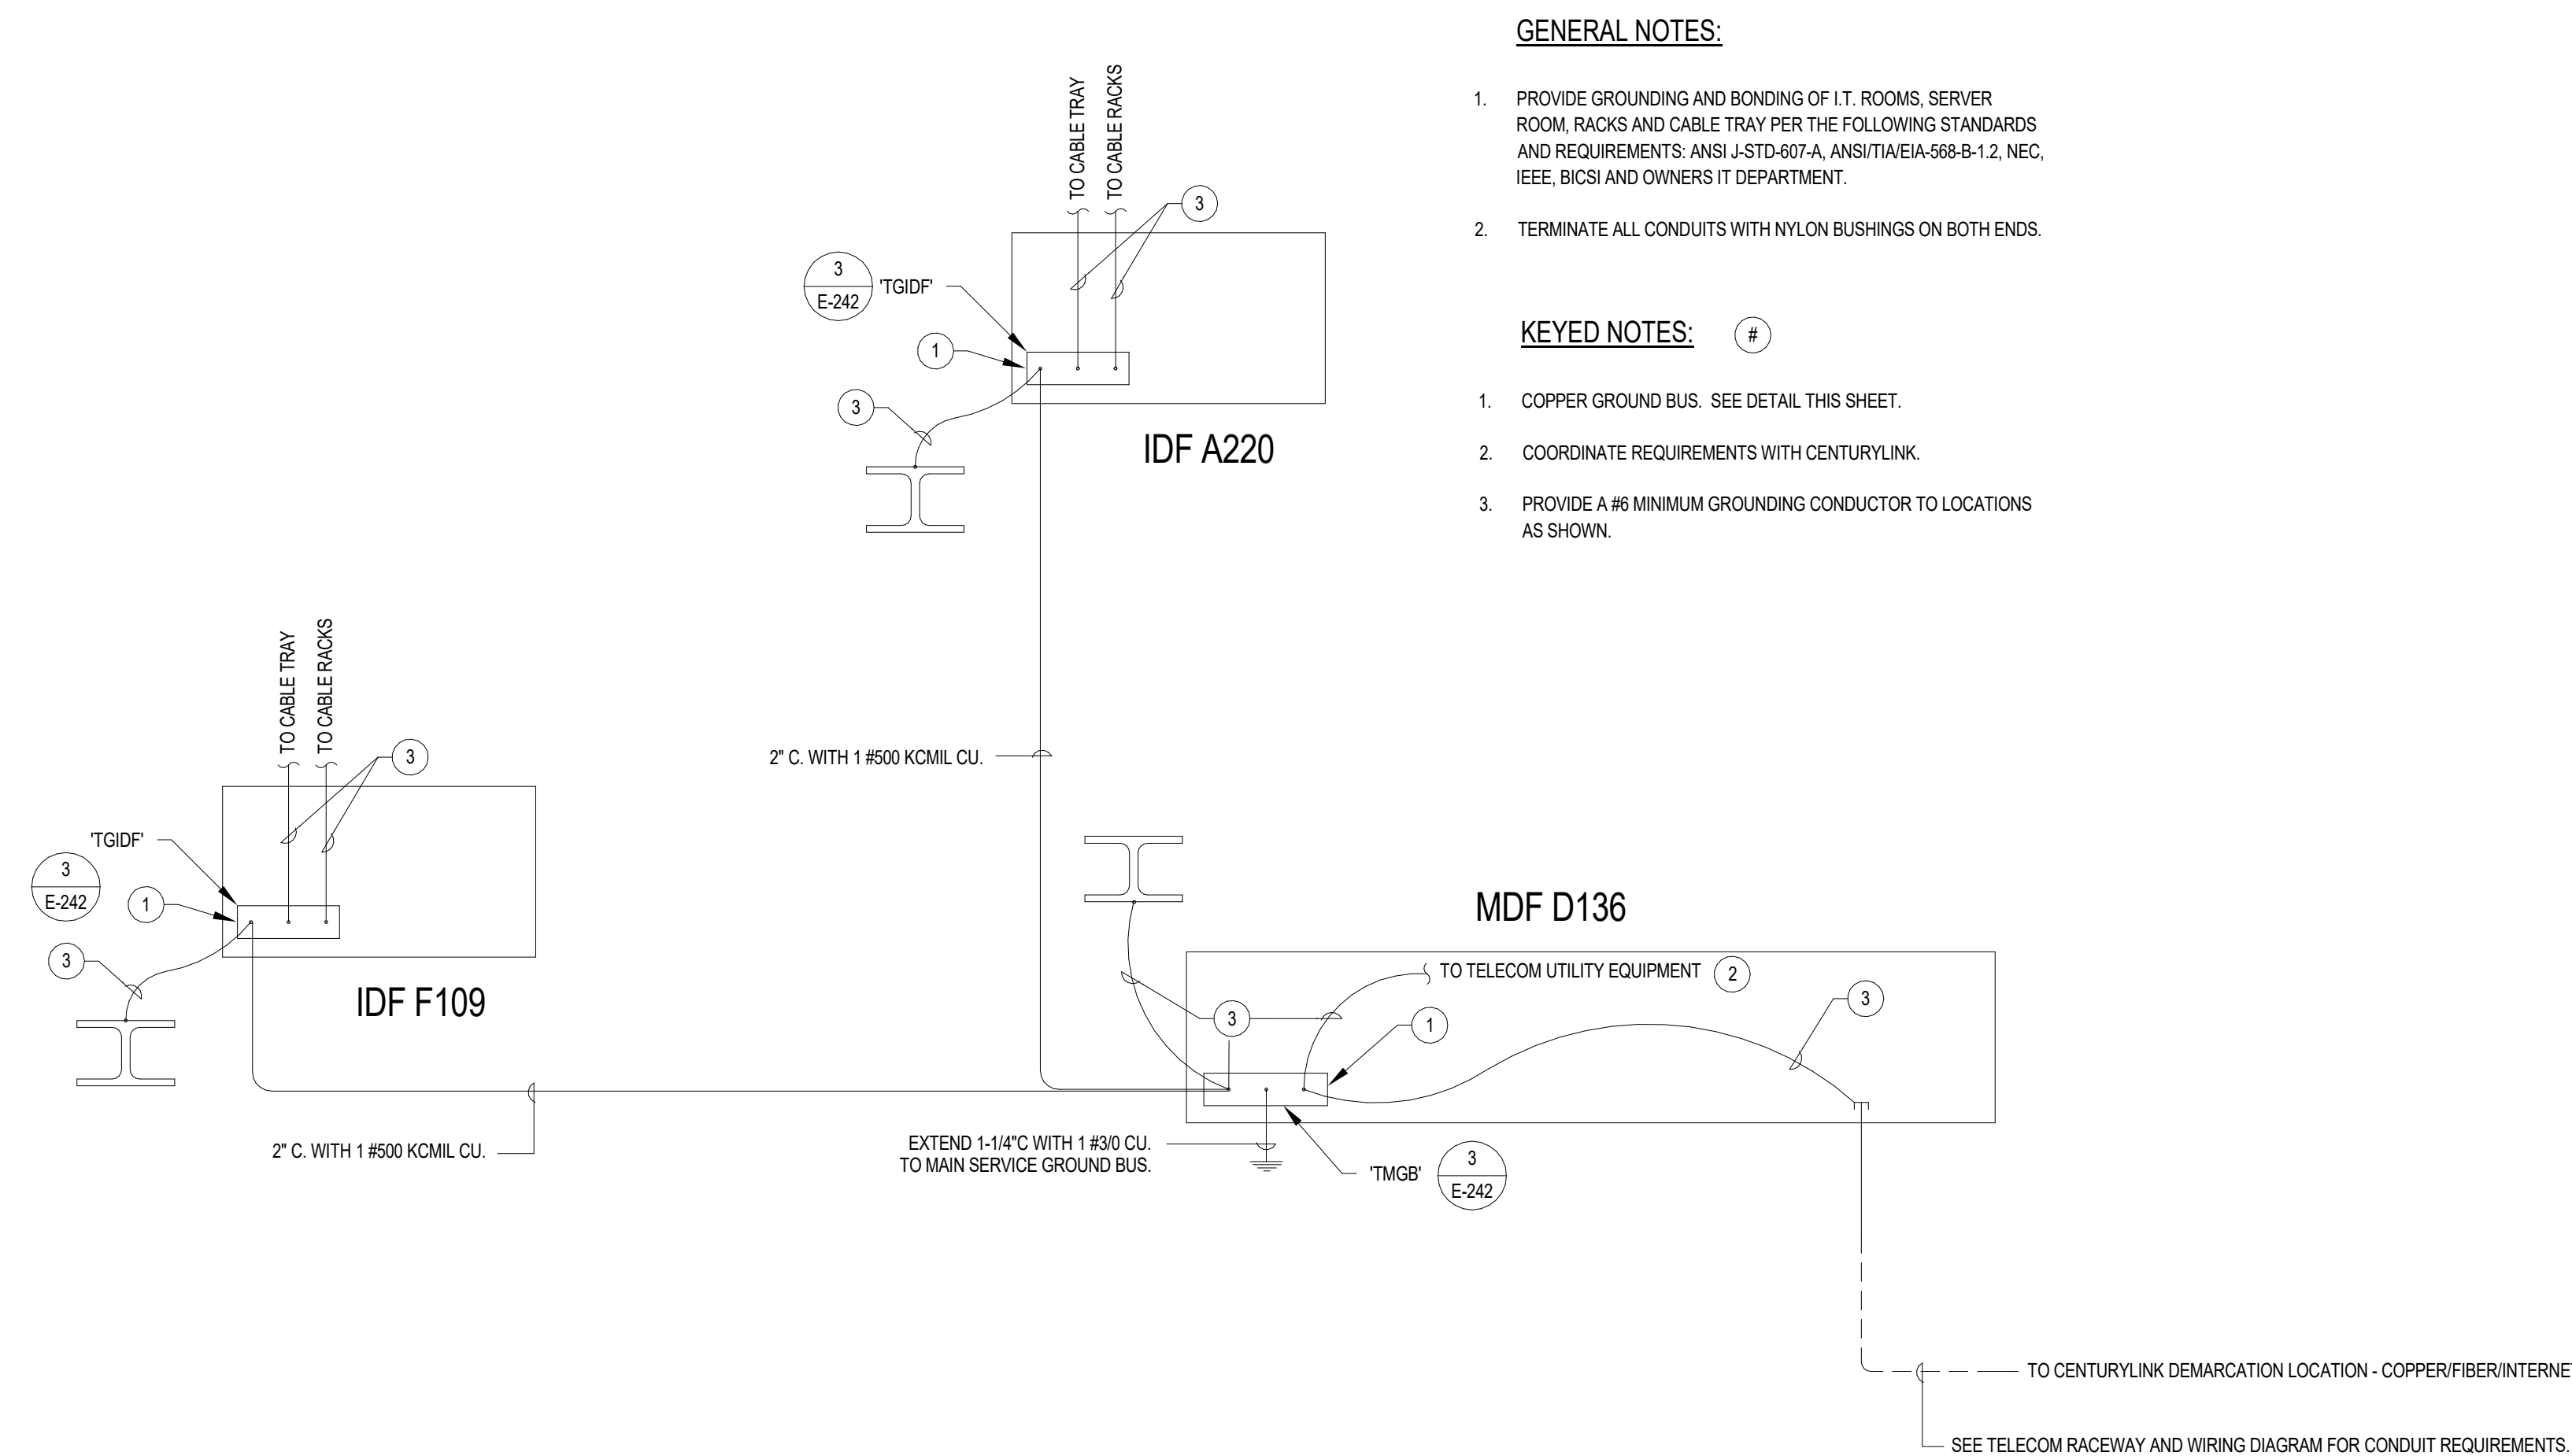 GENERAL NOTES:
1. PROVIDE GROUNDING AND BONDING OF I.T. ROOMS, SERVER
ROOM, RACKS AND CABLE TRAY PER THE FOLLOWING STANDARDS
AND REQUIREMENTS: ANSI J-STD-607-A, ANSI/TIA/EIA-568-B-1.2, NEC,
IEEE, BICSI AND OWNERS IT DEPARTMENT.
2. TERMINATE ALL CONDUITS WITH NYLON BUSHINGS ON BOTH ENDS.
KEYED NOTES: #
1. COPPER GROUND BUS. SEE DETAIL THIS SHEET.
2. COORDINATE REQUIREMENTS WITH CENTURYLINK.
3. PROVIDE A #6 MINIMUM GROUNDING CONDUCTOR TO LOCATIONS
AS SHOWN.
TO CABLE TRAY
TO CABLE RACKS
3
3
E-242
'TGIDF'
1
3
IDF A220
2" C. WITH 1 #500 KCMIL CU.
TO CABLE TRAY
TO CABLE RACKS
3
'TGIDF'
3
E-242
1
3
IDF F109
2" C. WITH 1 #500 KCMIL CU.
MDF D136
TO TELECOM UTILITY EQUIPMENT 2
3
3
1
EXTEND 1-1/4"C WITH 1 #3/0 CU.
TO MAIN SERVICE GROUND BUS.
'TMGB'
3
E-242
TO CENTURYLINK DEMARCATION LOCATION - COPPER/FIBER/INTERNE
SEE TELECOM RACEWAY AND WIRING DIAGRAM FOR CONDUIT REQUIREMENTS.